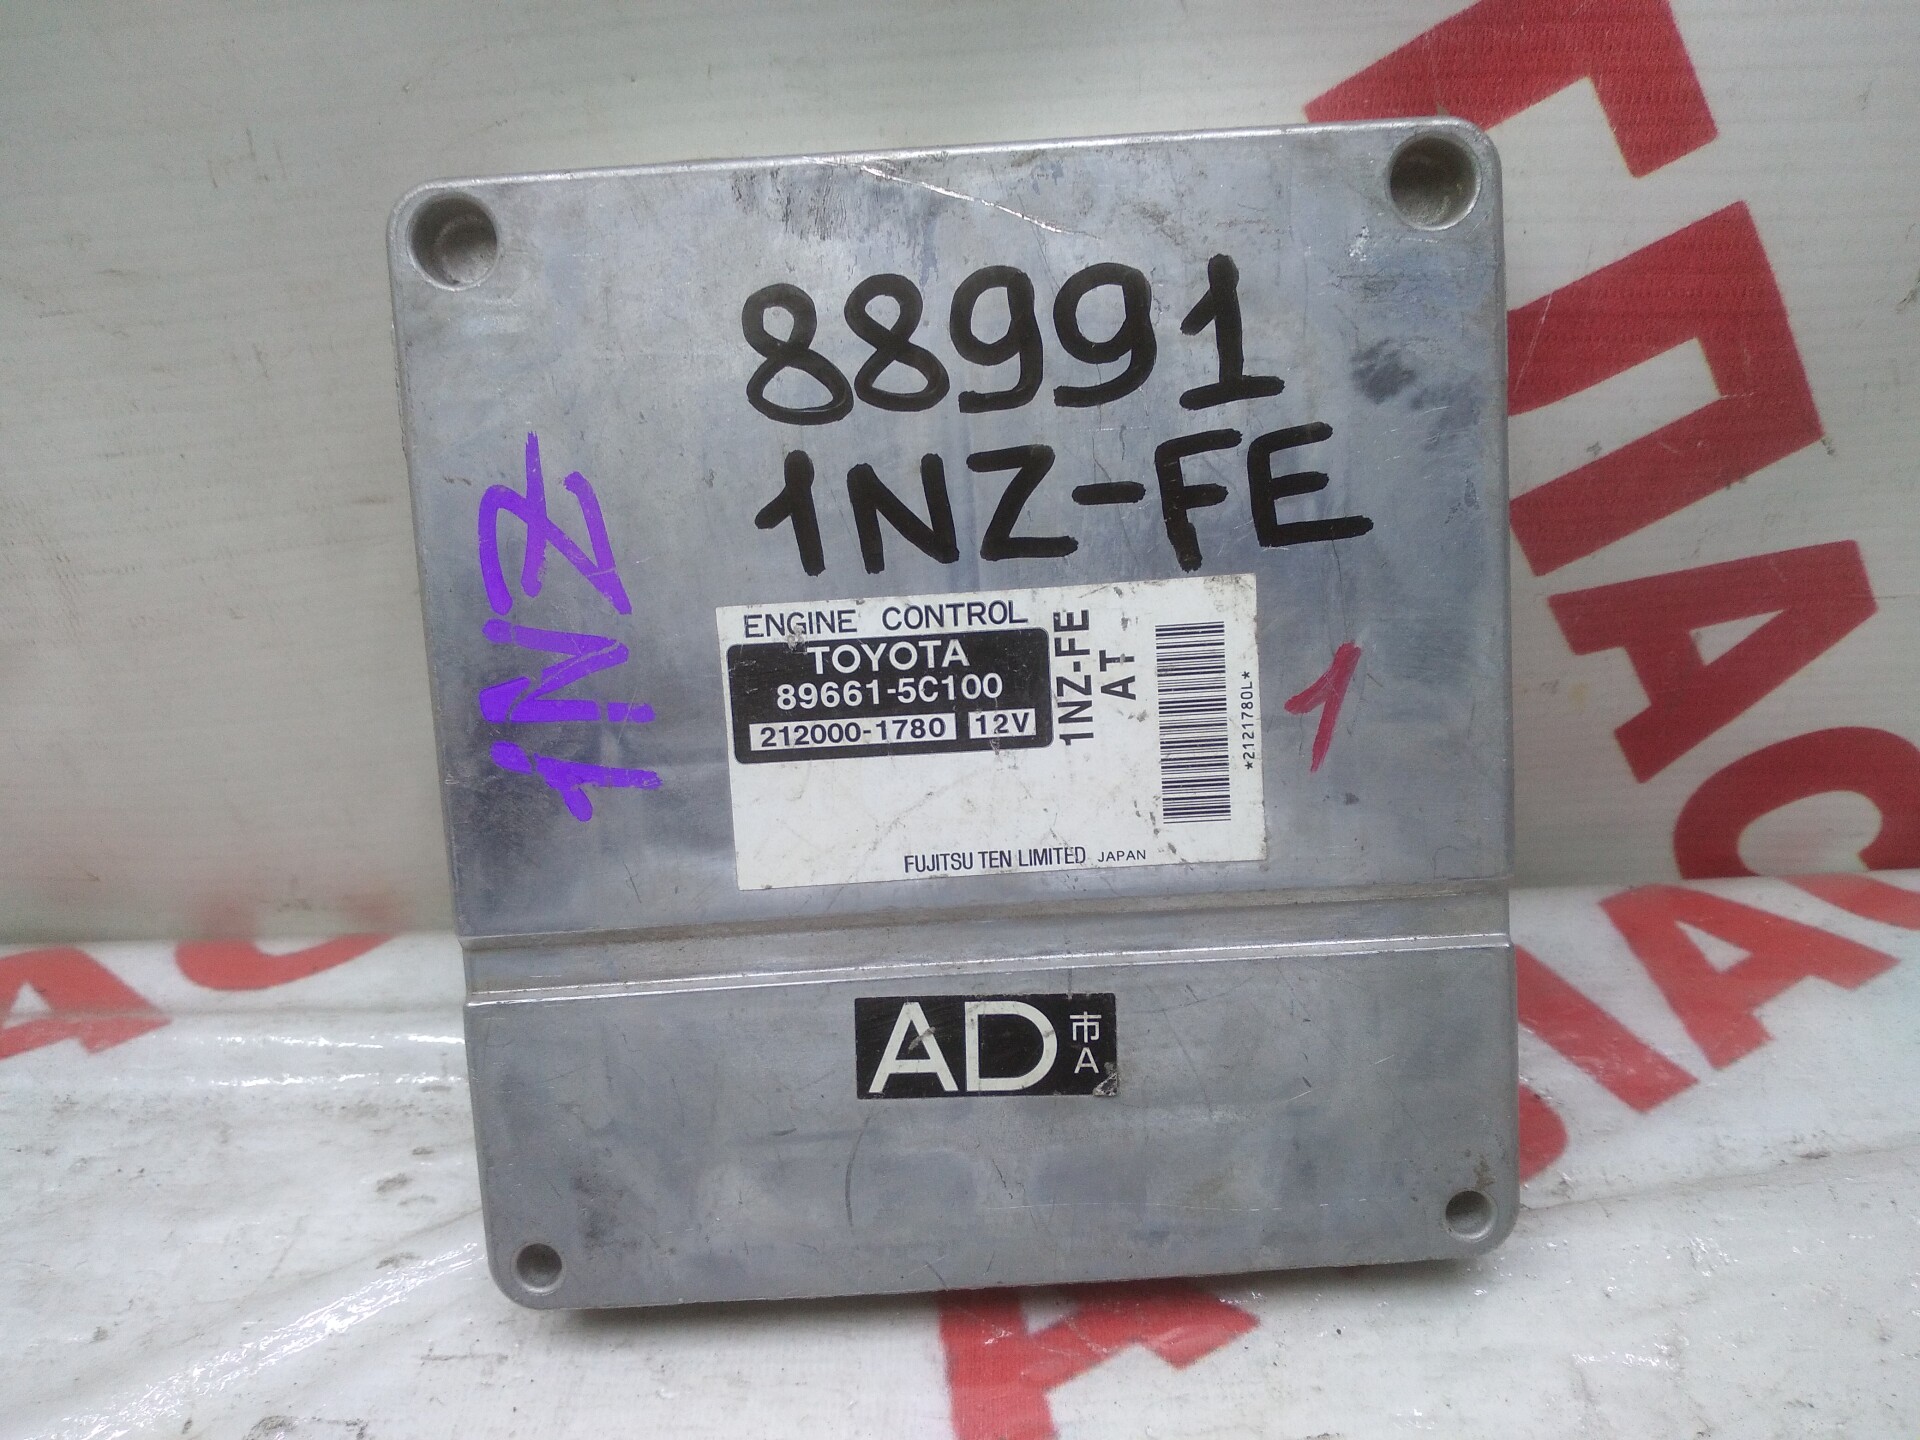 88991
1NZ-FE
1NZ
ENGINE CONTROL
TOYOTA
89661-5C100
212000-1780 12V
1NZ-FE
AT
*2121780L*
1
FUJITSU TEN LIMITED JAPAN
AD
市
A